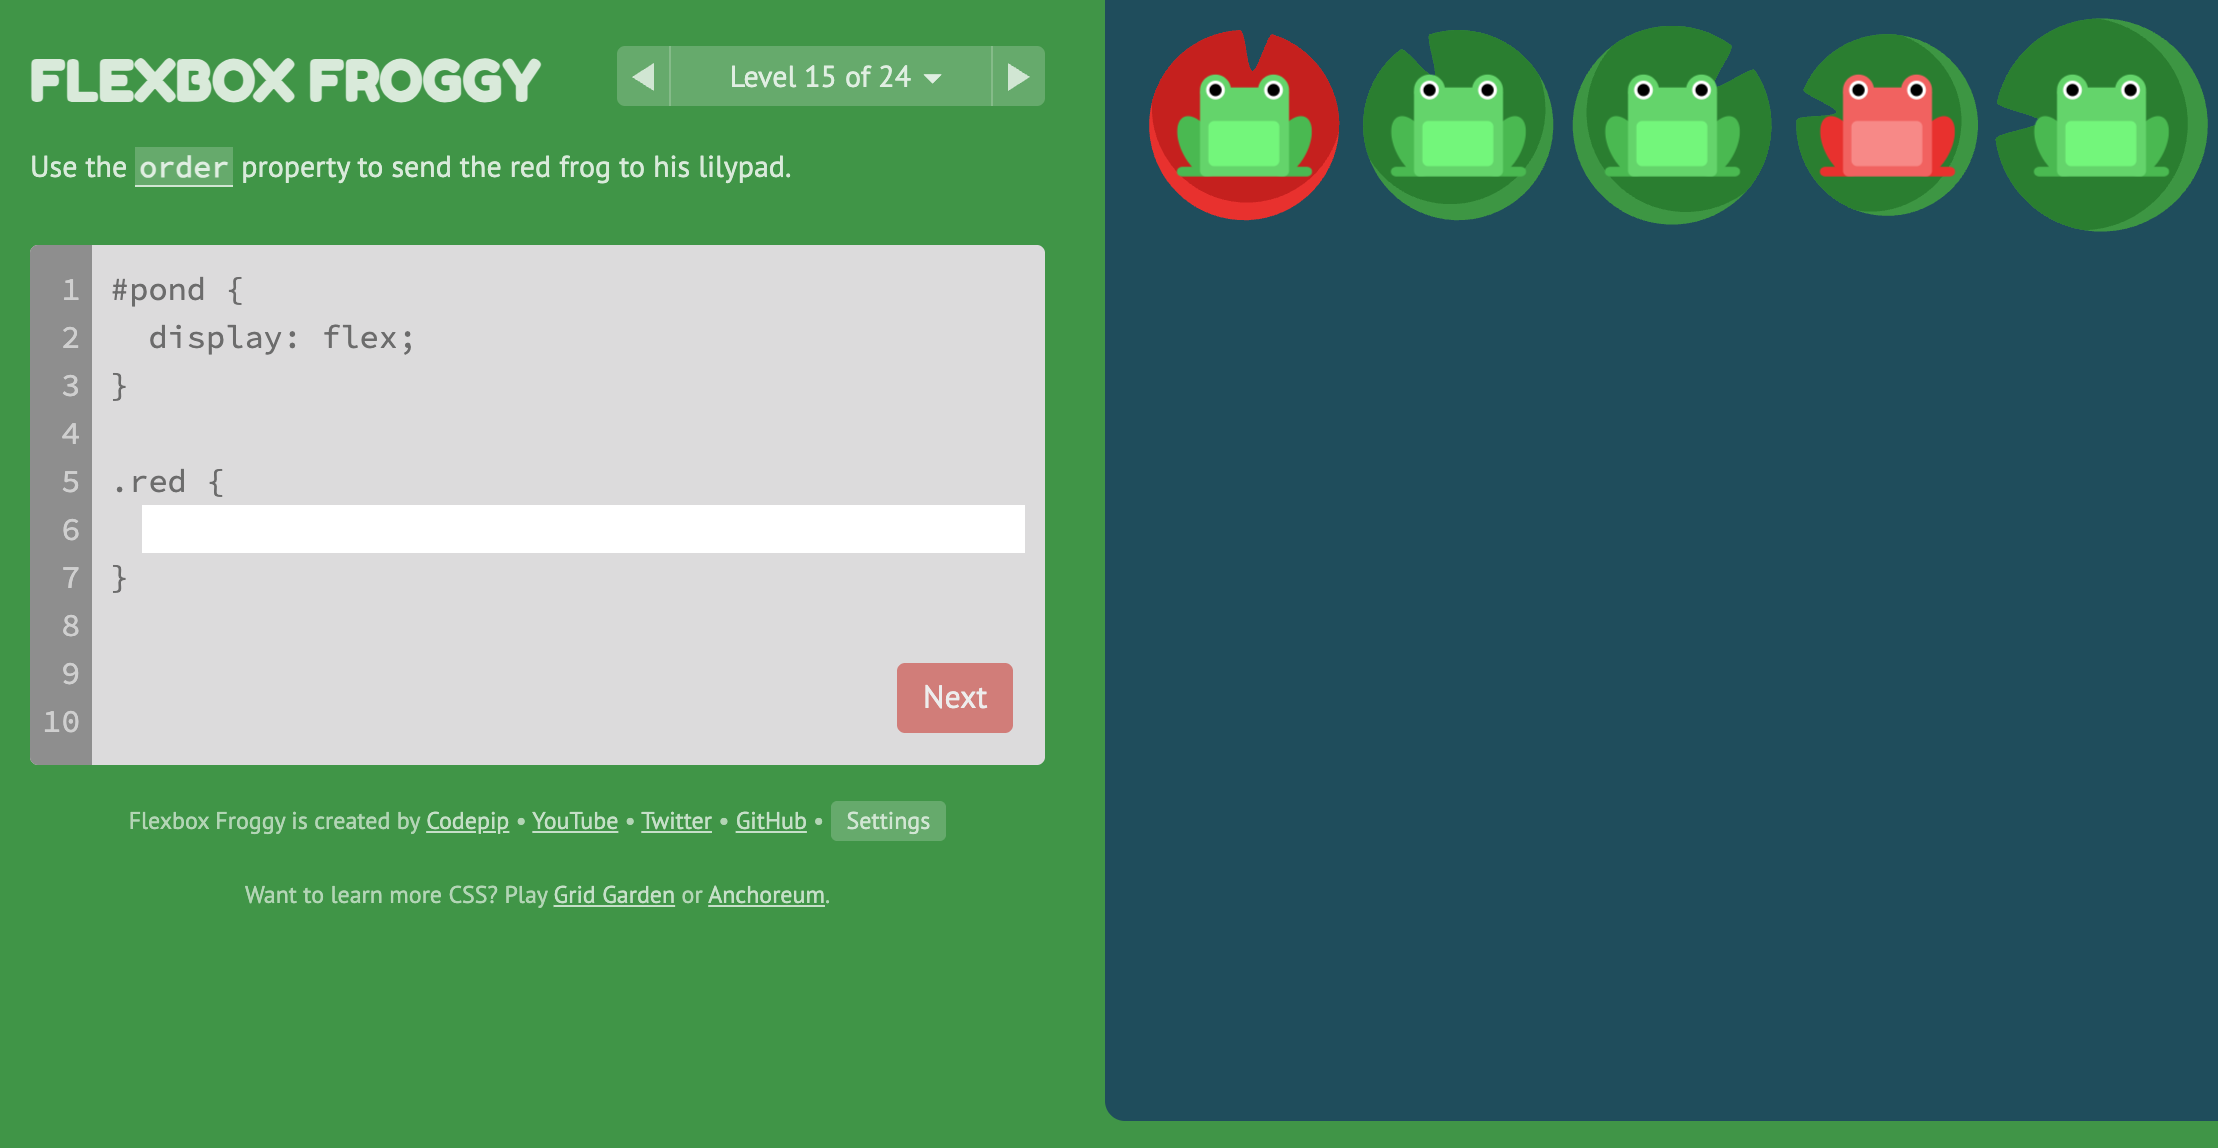 FLEXBOX FROGGY
Level 15 of 24
Use the order property to send the red frog to his lilypad.
1 #pond {
2 display: flex;
3 }
4
5 .red {
6
7 }
8
9
10
Next
Flexbox Froggy is created by Codepip • YouTube • Twitter • GitHub • Settings
Want to learn more CSS? Play Grid Garden or Anchoreum.